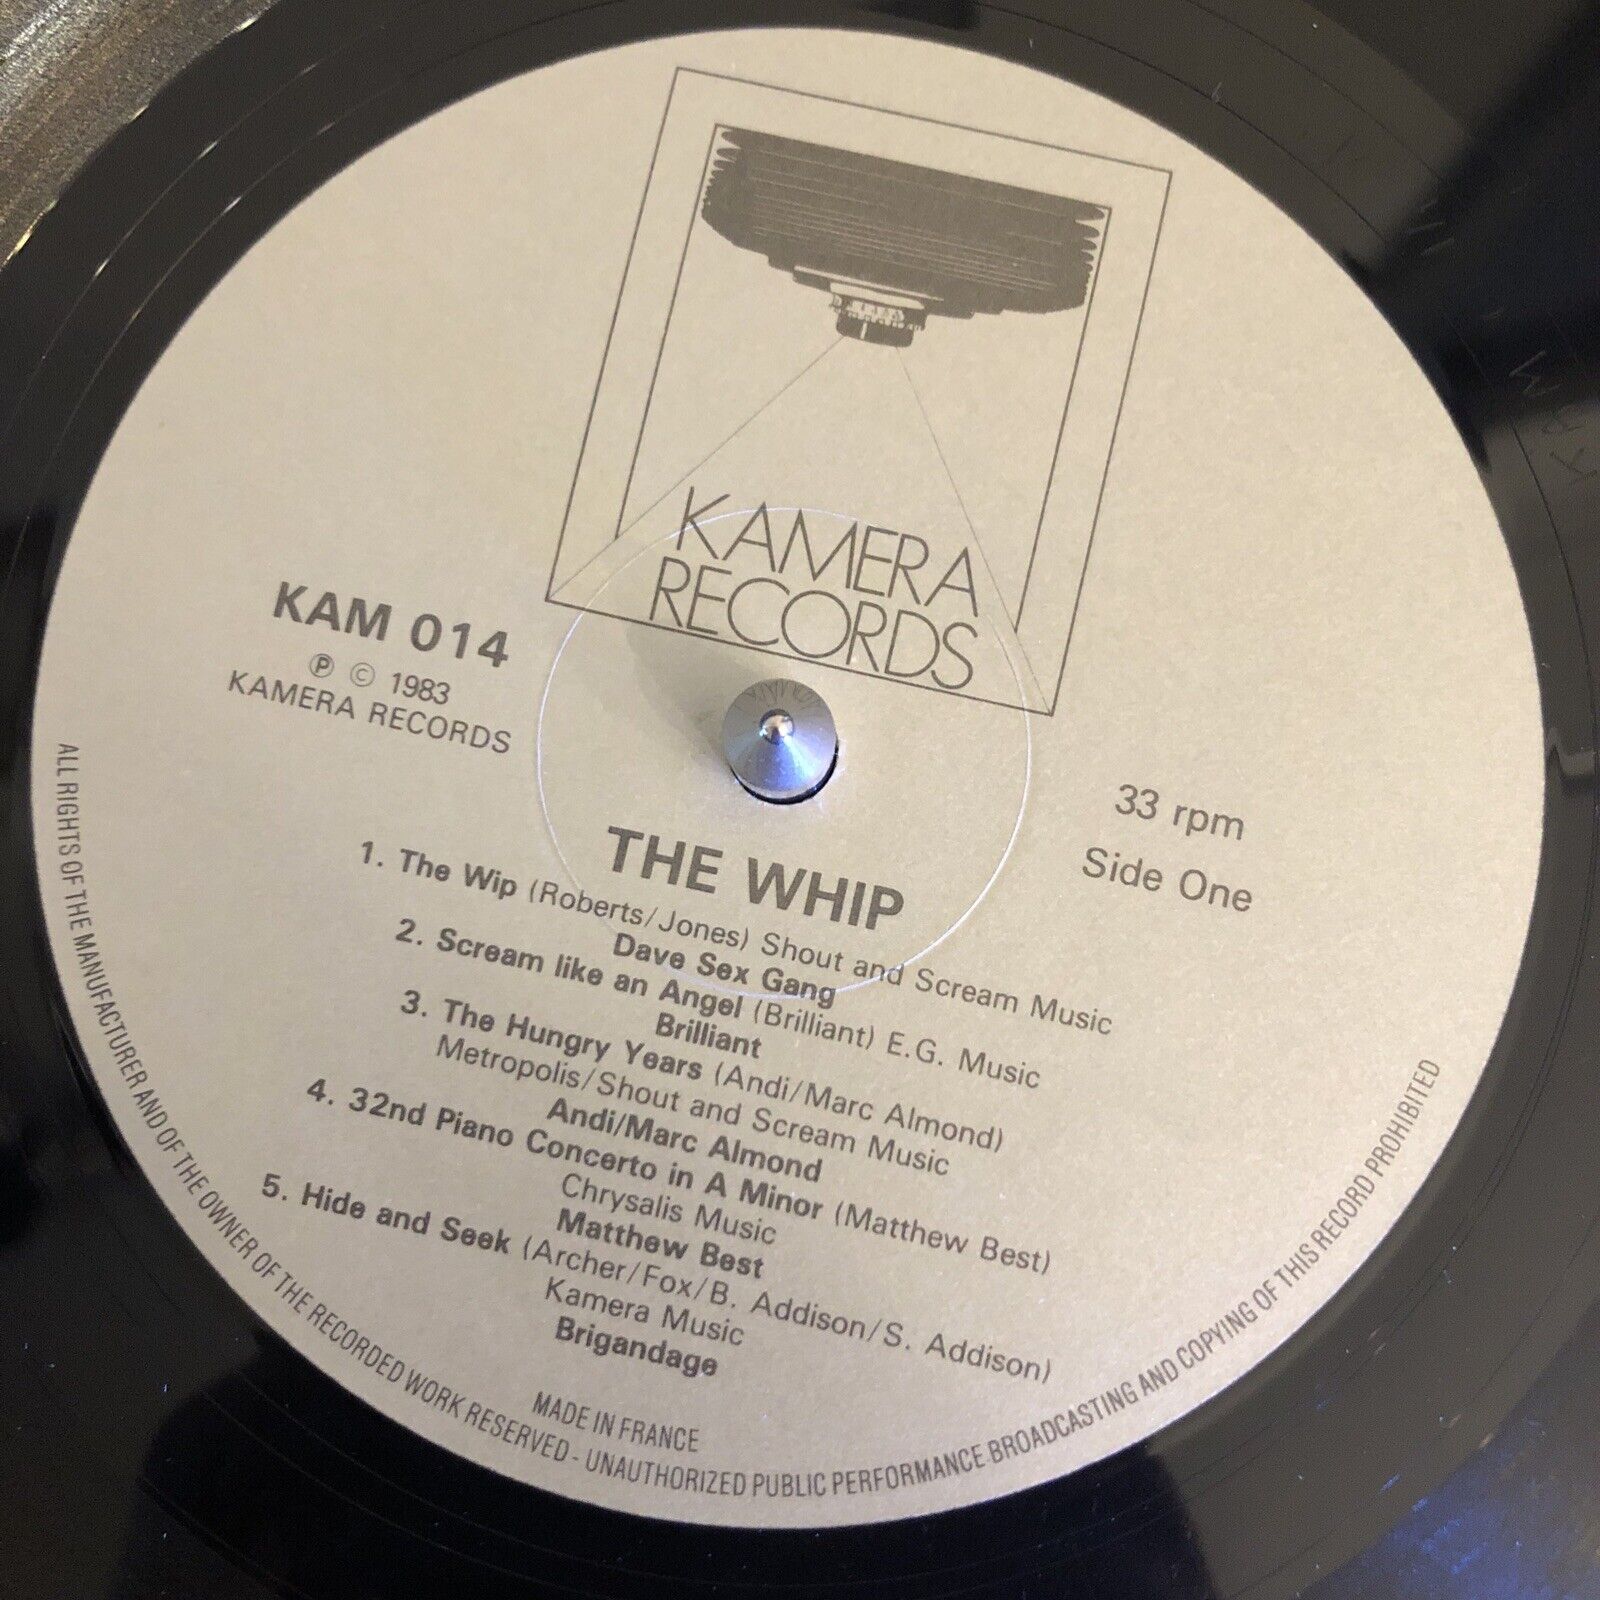 KAMERA
RECORDS
KAM 014
Ⓟ © 1983
KAMERA RECORDS
33 rpm
Side One
THE WHIP
1. The Wip (Roberts/Jones) Shout and Scream Music
Dave Sex Gang
2. Scream like an Angel (Brilliant) E.G. Music
Brilliant
3. The Hungry Years (Andi/Marc Almond)
Metropolis/Shout and Scream Music
Andi/Marc Almond
4. 32nd Piano Concerto in A Minor (Matthew Best)
Chrysalis Music
Matthew Best
5. Hide and Seek (Archer/Fox/B. Addison/S. Addison)
Kamera Music
Brigandage
MADE IN FRANCE
ALL RIGHTS OF THE MANUFACTURER AND OF THE OWNER OF THE RECORDED WORK RESERVED - UNAUTHORIZED PUBLIC PERFORMANCE BROADCASTING AND COPYING OF THIS RECORD PROHIBITED